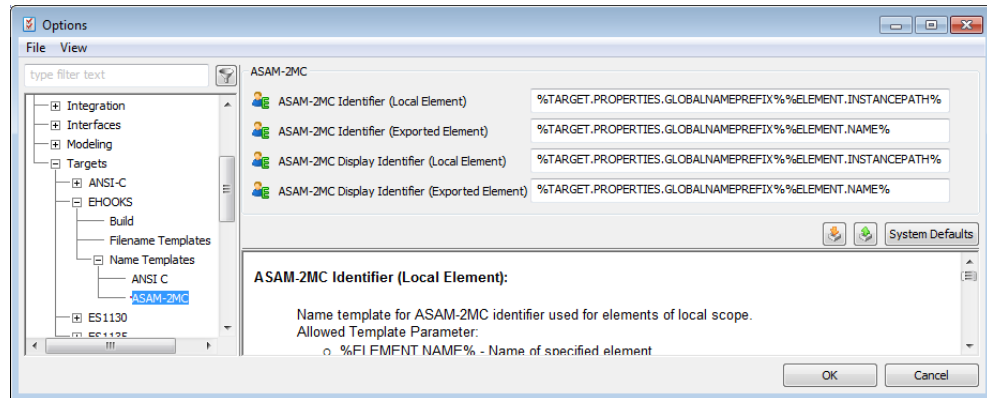 Options
File View
type filter text
Integration
Interfaces
Modeling
Targets
ANSI-C
EHOOKS
Build
Filename Templates
Name Templates
ANSI C
ASAM-2MC
ES1130
ES1135
ASAM-2MC
ASAM-2MC Identifier (Local Element) %TARGET.PROPERTIES.GLOBALNAMEPREFIX%%ELEMENT.INSTANCEPATH%
ASAM-2MC Identifier (Exported Element) %TARGET.PROPERTIES.GLOBALNAMEPREFIX%%ELEMENT.NAME%
ASAM-2MC Display Identifier (Local Element) %TARGET.PROPERTIES.GLOBALNAMEPREFIX%%ELEMENT.INSTANCEPATH%
ASAM-2MC Display Identifier (Exported Element) %TARGET.PROPERTIES.GLOBALNAMEPREFIX%%ELEMENT.NAME%
System Defaults
ASAM-2MC Identifier (Local Element):
Name template for ASAM-2MC identifier used for elements of local scope.
Allowed Template Parameter:
o %ELEMENT.NAME% - Name of specified element
OK Cancel